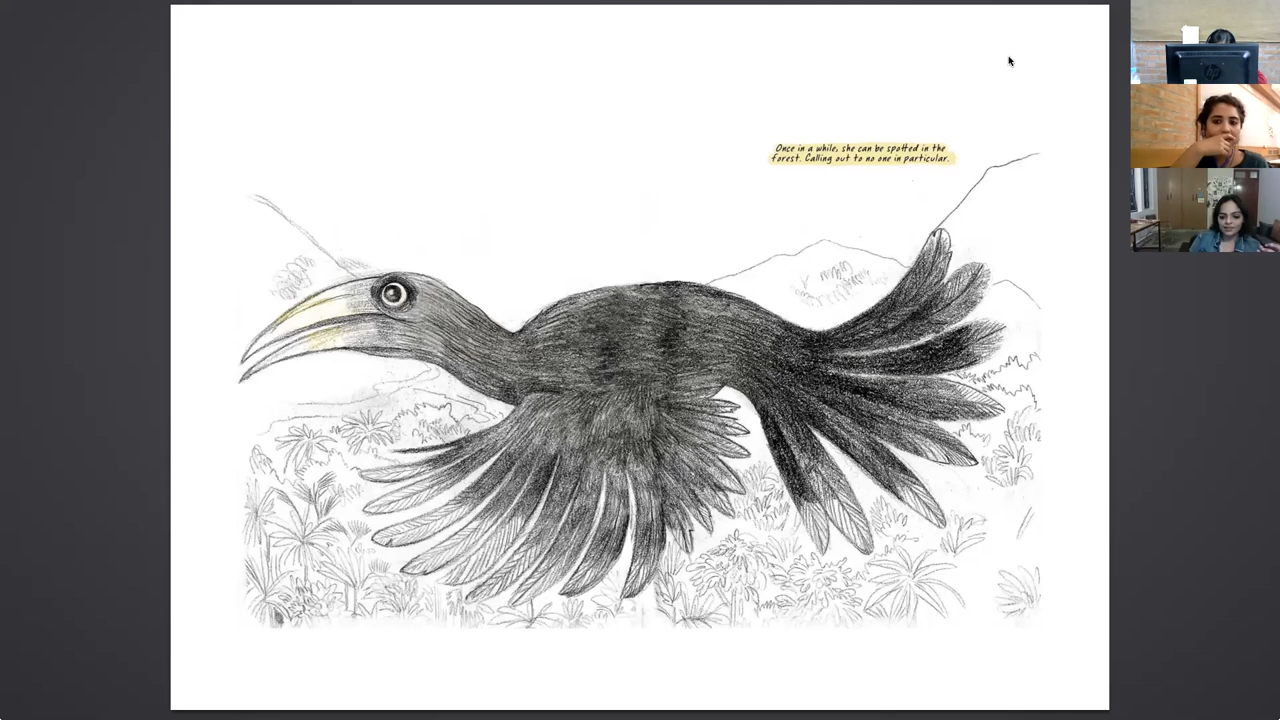 Once in a while, she can be spotted in the
forest. Calling out to no one in particular.